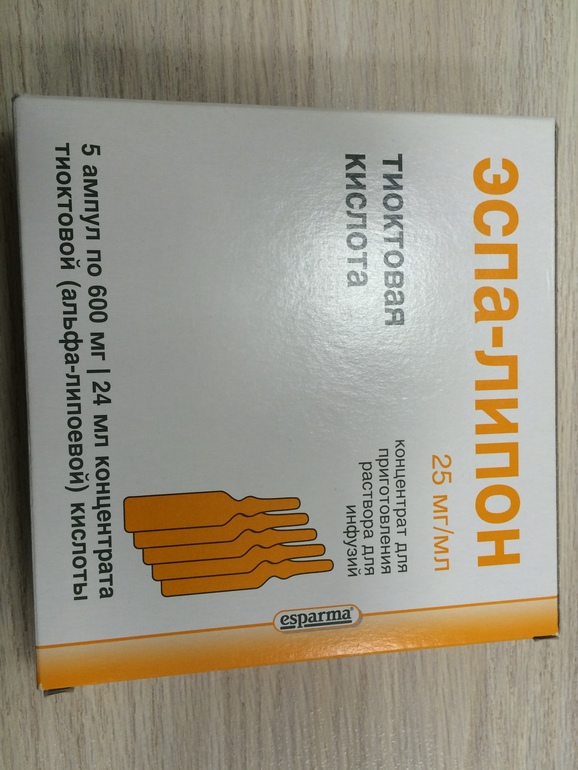 эспа-липон
25 мг/мл
тиоктовая
кислота
концентрат для
приготовления
раствора для
инфузий
esparma®
5 ампул по 600 мг | 24 мл концентрата
тиоктовой (альфа-липоевой) кислоты